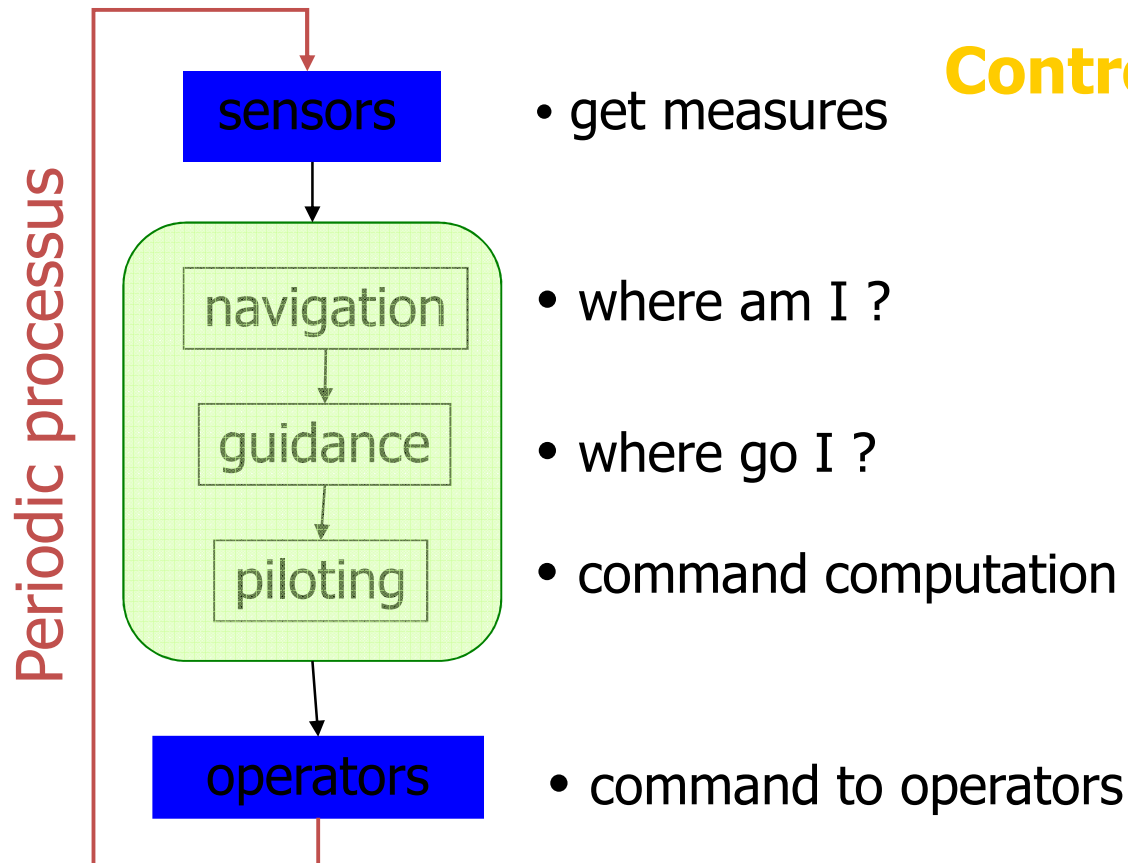 Contr
sensors
• get measures
Periodic processus
navigation
• where am I ?
guidance
• where go I ?
piloting
• command computation
operators
• command to operators